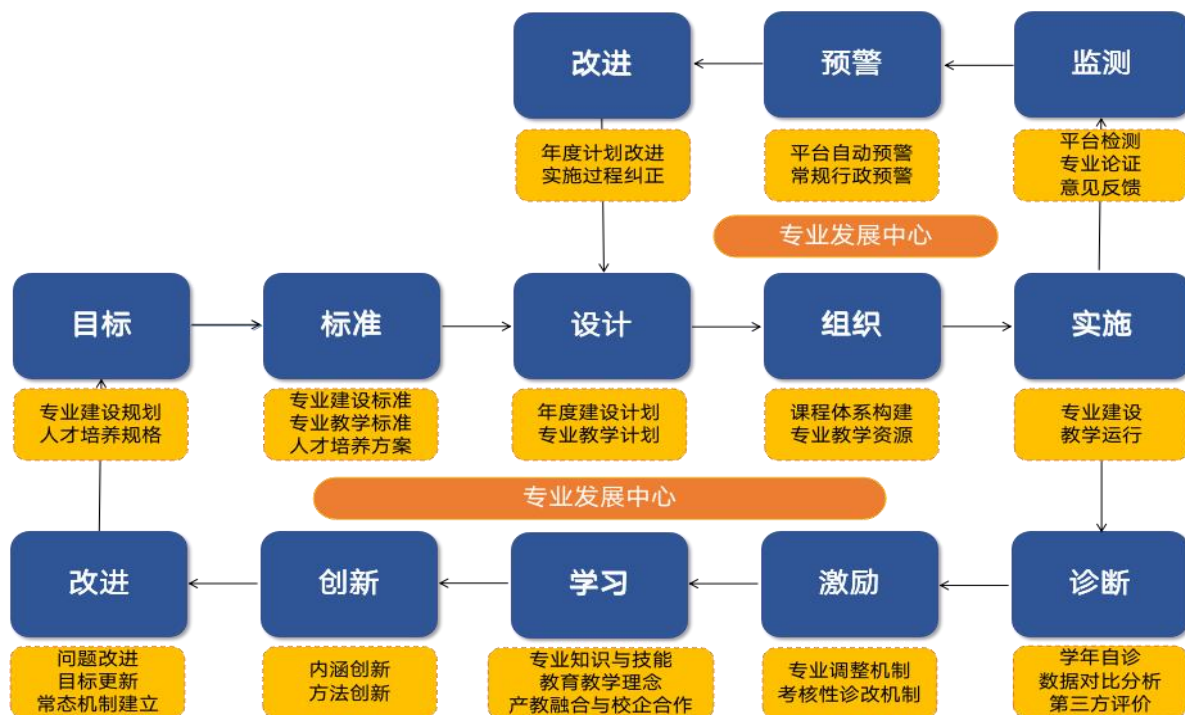 改进
预警
监测
年度计划改进
实施过程纠正
平台自动预警
常规行政预警
平台检测
专业论证
意见反馈
专业发展中心
目标
标准
设计
组织
实施
专业建设规划
人才培养规格
专业建设标准
专业教学标准
人才培养方案
年度建设计划
专业教学计划
课程体系构建
专业教学资源
专业建设
教学运行
专业发展中心
改进
创新
学习
激励
诊断
问题改进
目标更新
常态机制建立
内涵创新
方法创新
专业知识与技能
教育教学理念
产教融合与校企合作
专业调整机制
考核性诊改机制
学年自诊
数据对比分析
第三方评价